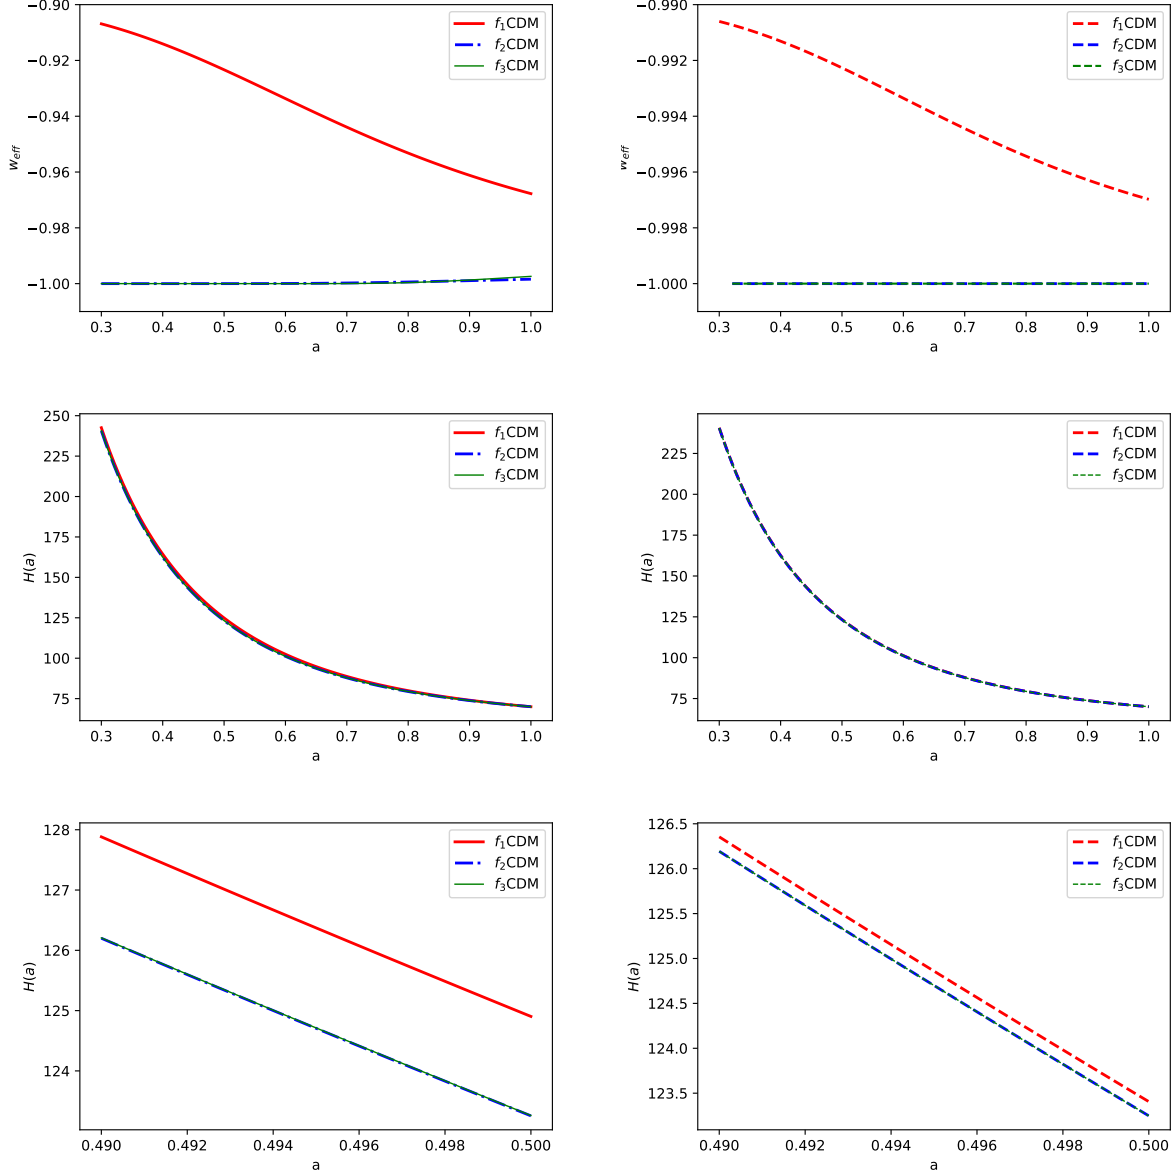 −0.90
−0.92
−0.94
−0.96
−0.98
−1.00
w_eff
0.3 0.4 0.5 0.6 0.7 0.8 0.9 1.0
a
f₁CDM
f₂CDM
f₃CDM
−0.990
−0.992
−0.994
−0.996
−0.998
−1.000
w_eff
0.3 0.4 0.5 0.6 0.7 0.8 0.9 1.0
a
f₁CDM
f₂CDM
f₃CDM
250
225
200
175
150
125
100
75
H(a)
0.3 0.4 0.5 0.6 0.7 0.8 0.9 1.0
a
f₁CDM
f₂CDM
f₃CDM
225
200
175
150
125
100
75
H(a)
0.3 0.4 0.5 0.6 0.7 0.8 0.9 1.0
a
f₁CDM
f₂CDM
f₃CDM
128
127
126
125
124
H(a)
0.490 0.492 0.494 0.496 0.498 0.500
a
f₁CDM
f₂CDM
f₃CDM
126.5
126.0
125.5
125.0
124.5
124.0
123.5
H(a)
0.490 0.492 0.494 0.496 0.498 0.500
a
f₁CDM
f₂CDM
f₃CDM